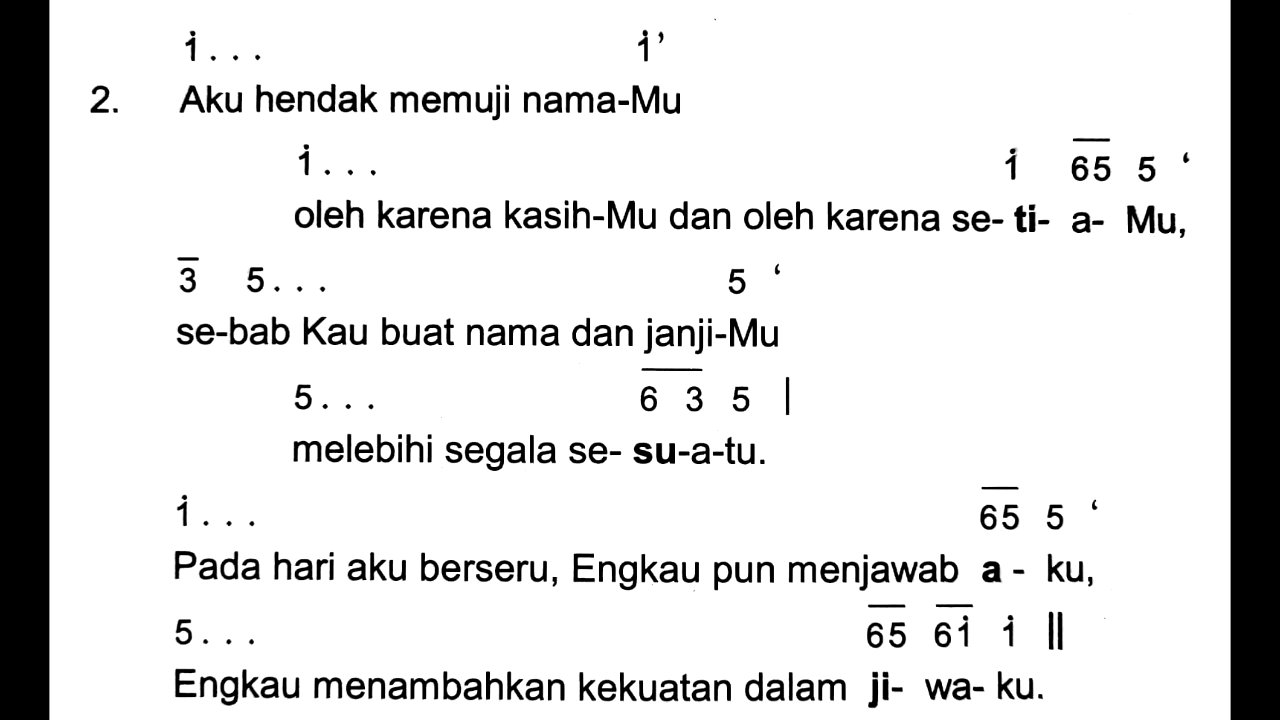 i̇ . . . i̇ ’
2. Aku hendak memuji nama-Mu
i̇ . . . i̇ 65 5 ‘
oleh karena kasih-Mu dan oleh karena se- ti- a- Mu,
3 5 . . . 5 ‘
se-bab Kau buat nama dan janji-Mu
5 . . . 6 3 5 |
melebihi segala se- su-a-tu.
i̇ . . . 65 5 ‘
Pada hari aku berseru, Engkau pun menjawab a - ku,
5 . . . 65 6i̇ i̇ ||
Engkau menambahkan kekuatan dalam ji- wa- ku.